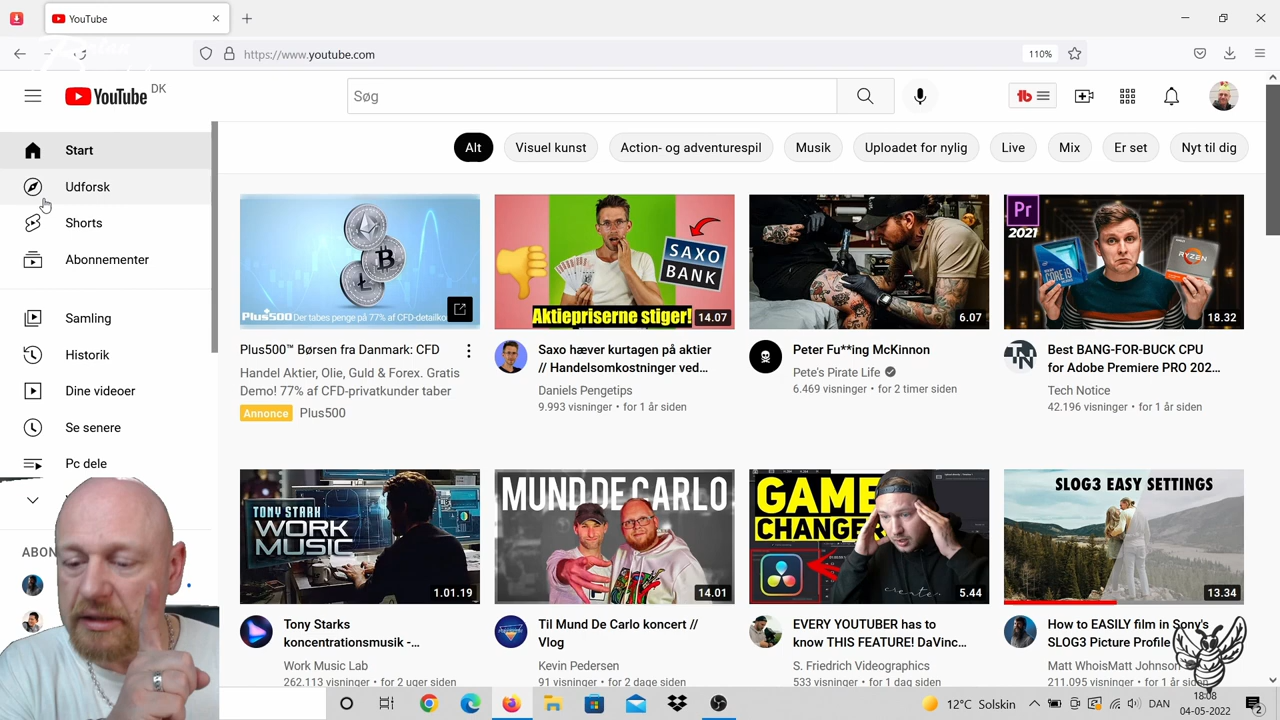 YouTube
https://www.youtube.com
110%
YouTube DK
Søg
Start
Udforsk
Shorts
Abonnementer
Samling
Historik
Dine videoer
Se senere
Pc dele
ABON
Alt
Visuel kunst
Action- og adventurespil
Musik
Uploadet for nylig
Live
Mix
Er set
Nyt til dig
Plus500 Der tabes penge på 77% af CFD-detailko
Plus500™ Børsen fra Danmark: CFD
Handel Aktier, Olie, Guld & Forex. Gratis
Demo! 77% af CFD-privatkunder taber
Annonce Plus500
SAXO
BANK
Aktiepriserne stiger!
14.07
Saxo hæver kurtagen på aktier
// Handelsomkostninger ved...
Daniels Pengetips
9.993 visninger • for 1 år siden
6.07
Peter Fu**ing McKinnon
Pete's Pirate Life
6.469 visninger • for 2 timer siden
Pr
2021
CORE i9
RYZEN
18.32
TN
Best BANG-FOR-BUCK CPU
for Adobe Premiere PRO 202...
Tech Notice
42.196 visninger • for 1 år siden
TONY STARK
WORK
MUSIC
1.01.19
Tony Starks
koncentrationsmusik -...
Work Music Lab
262.113 visninger • for 2 uger siden
MUND DE CARLO
14.01
Til Mund De Carlo koncert //
Vlog
Kevin Pedersen
91 visninger • for 2 dage siden
GAME
CHANGE
create.
5.44
EVERY YOUTUBER has to
know THIS FEATURE! DaVinc...
S. Friedrich Videographics
533 visninger • for 1 dag siden
SLOG3 EASY SETTINGS
13.34
How to EASILY film in Sony's
SLOG3 Picture Profile
Matt WhoisMatt Johnson
211.095 visninger • for 1 år siden
12°C Solskin
DAN
18:08
04-05-2022
2